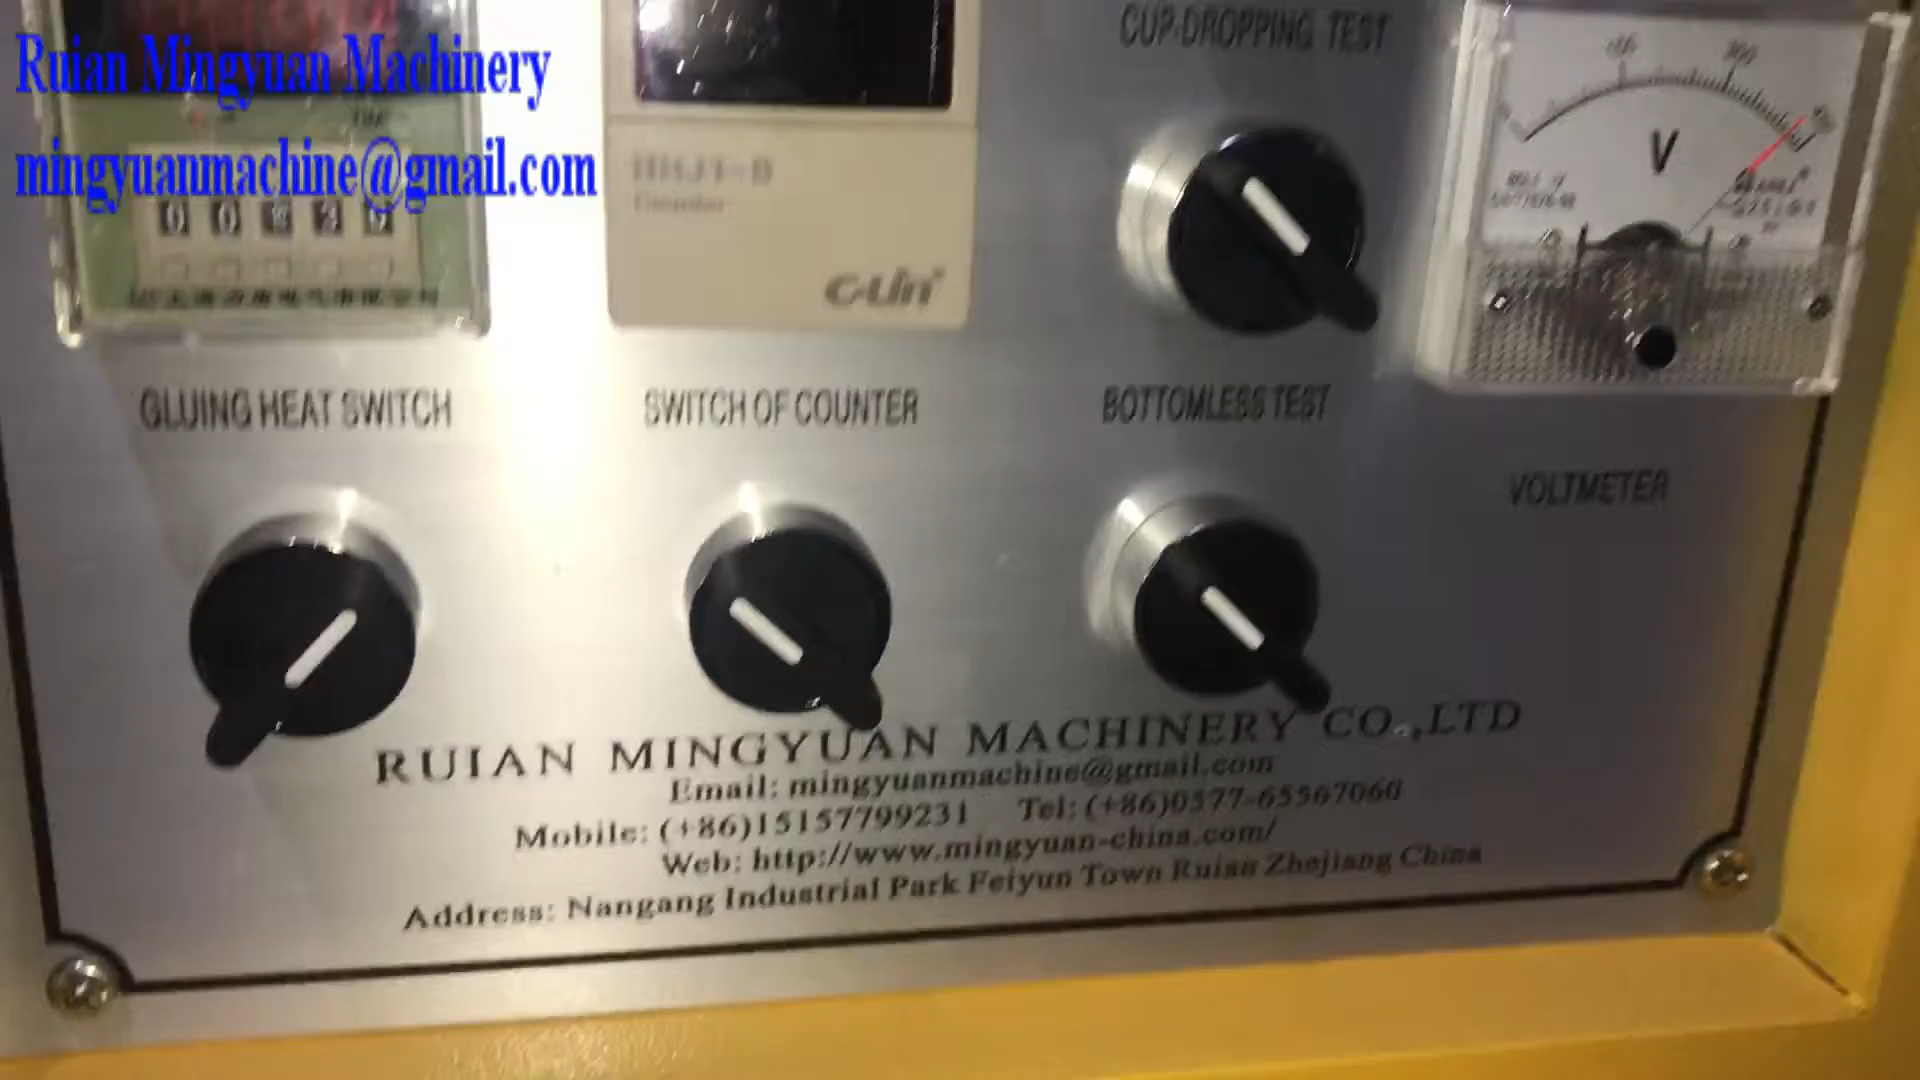 Ruian Mingyuan Machinery
mingyuanmachine@gmail.com
CUP-DROPPING TEST
300
V
Counter
C-Lin
GLUING HEAT SWITCH
SWITCH OF COUNTER
BOTTOMLESS TEST
VOLTMETER
RUIAN MINGYUAN MACHINERY CO.,LTD
Email: mingyuanmachine@gmail.com
Mobile: (+86)15157799231 Tel: (+86)0577-65567060
Web: http://www.mingyuan-china.com/
Address: Nangang Industrial Park Feiyun Town Ruian Zhejiang China